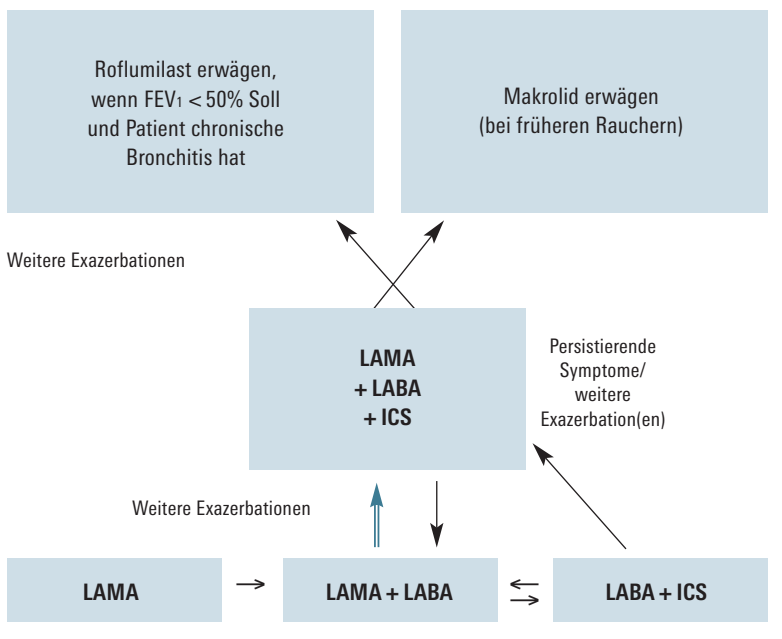 Roflumilast erwägen,
wenn FEV1 < 50% Soll
und Patient chronische
Bronchitis hat
Makrolid erwägen
(bei früheren Rauchern)
Weitere Exazerbationen
LAMA
+ LABA
+ ICS
Persistierende
Symptome/
weitere
Exazerbation(en)
Weitere Exazerbationen
LAMA
LAMA + LABA
LABA + ICS